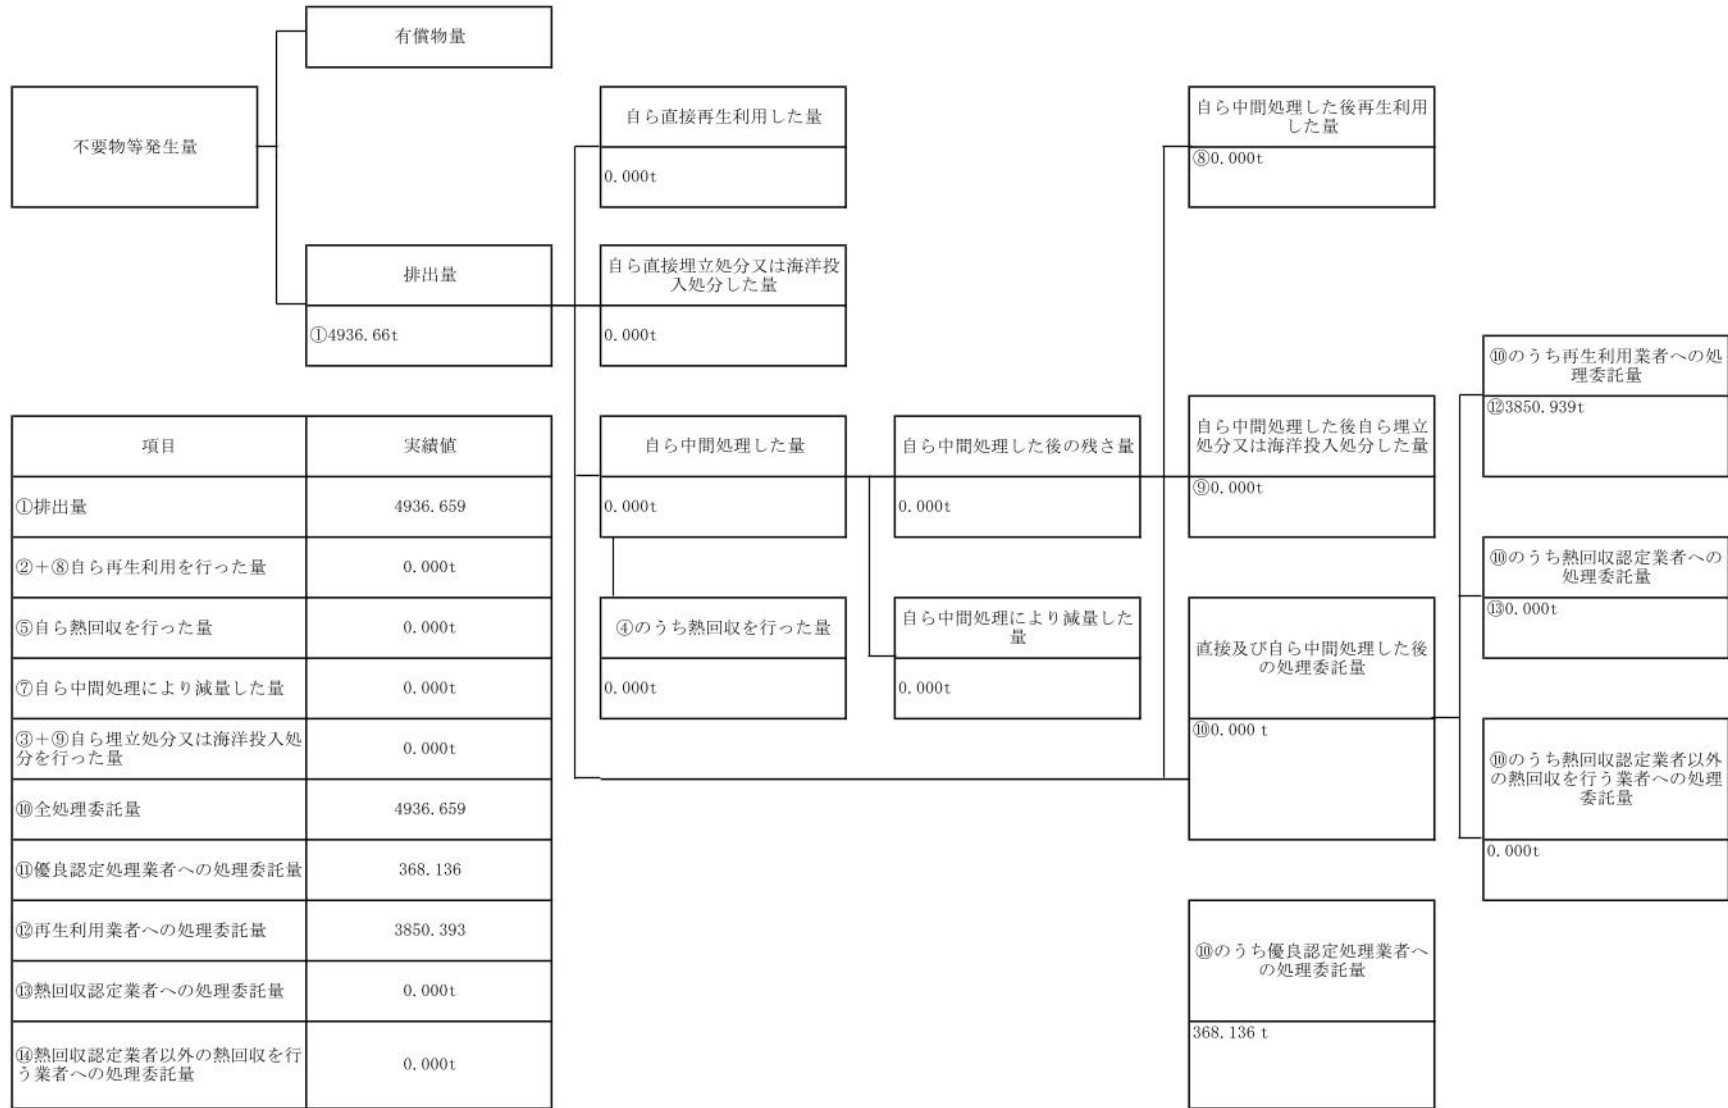 有償物量
不要物等発生量
自ら直接再生利用した量
0.000t
自ら中間処理した後再生利用
した量
⑧0.000t
排出量
①4936.66t
自ら直接埋立処分又は海洋投
入処分した量
0.000t
⑩のうち再生利用業者への処
理委託量
⑫3850.939t
項目
実績値
①排出量
4936.659
②+⑧自ら再生利用を行った量
0.000t
⑤自ら熱回収を行った量
0.000t
⑦自ら中間処理により減量した量
0.000t
③+⑨自ら埋立処分又は海洋投入処
分を行った量
0.000t
⑩全処理委託量
4936.659
⑪優良認定処理業者への処理委託量
368.136
⑫再生利用業者への処理委託量
3850.393
⑬熱回収認定業者への処理委託量
0.000t
⑭熱回収認定業者以外の熱回収を行
う業者への処理委託量
0.000t
自ら中間処理した量
0.000t
自ら中間処理した後の残さ量
0.000t
自ら中間処理した後自ら埋立
処分又は海洋投入処分した量
⑨0.000t
④のうち熱回収を行った量
0.000t
自ら中間処理により減量した
量
0.000t
直接及び自ら中間処理した後
の処理委託量
⑩0.000 t
⑩のうち熱回収認定業者への
処理委託量
⑬0.000t
⑩のうち熱回収認定業者以外
の熱回収を行う業者への処理
委託量
0.000t
⑩のうち優良認定処理業者へ
の処理委託量
368.136 t